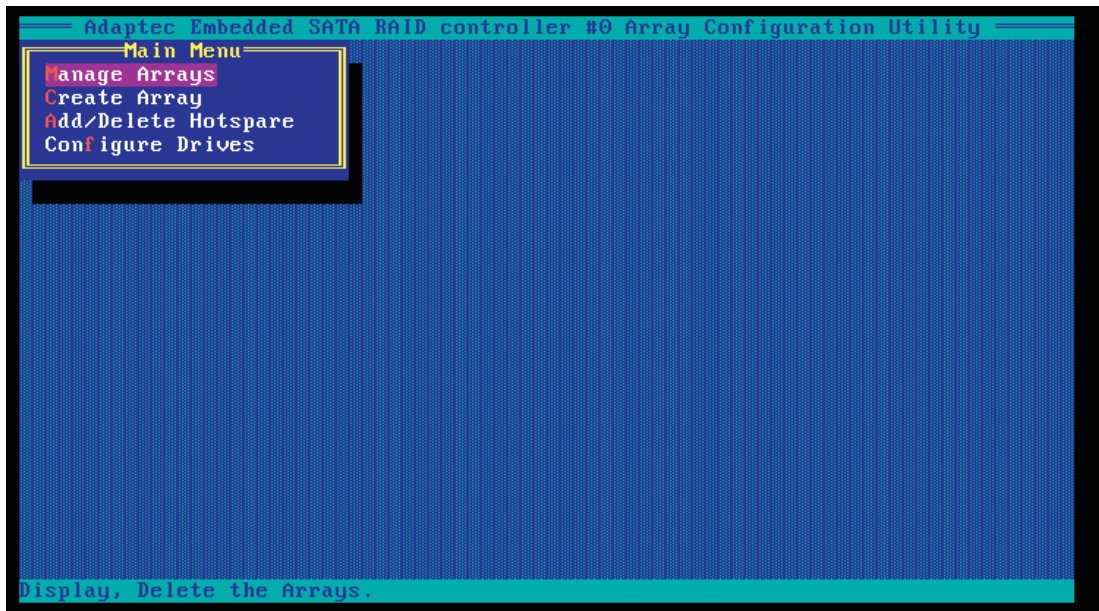 Adaptec Embedded SATA RAID controller #0 Array Configuration Utility
Main Menu
Manage Arrays
Create Array
Add/Delete Hotspare
Configure Drives
Display, Delete the Arrays.